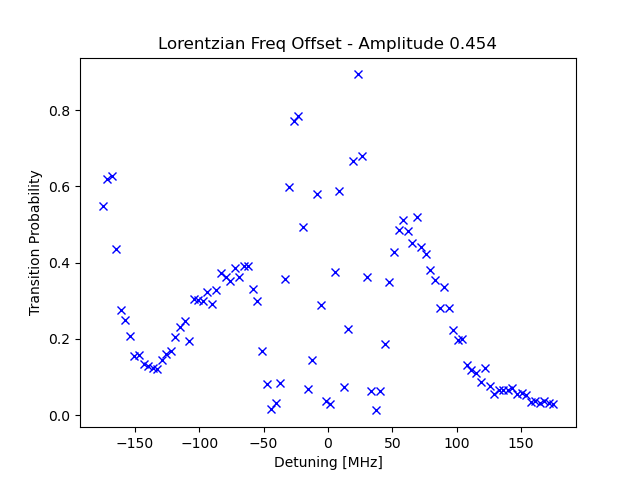 Lorentzian Freq Offset - Amplitude 0.454
Transition Probability
0.8
0.6
0.4
0.2
0.0
−150 −100 −50 0 50 100 150
Detuning [MHz]